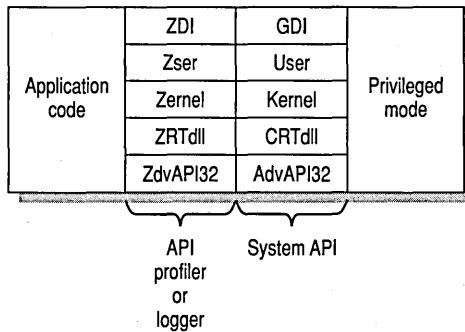 Application
code
ZDI
GDI
Zser
User
Zernel
Kernel
ZRTdll
CRTdll
ZdvAPI32
AdvAPI32
Privileged
mode
API
profiler
or
logger
System API